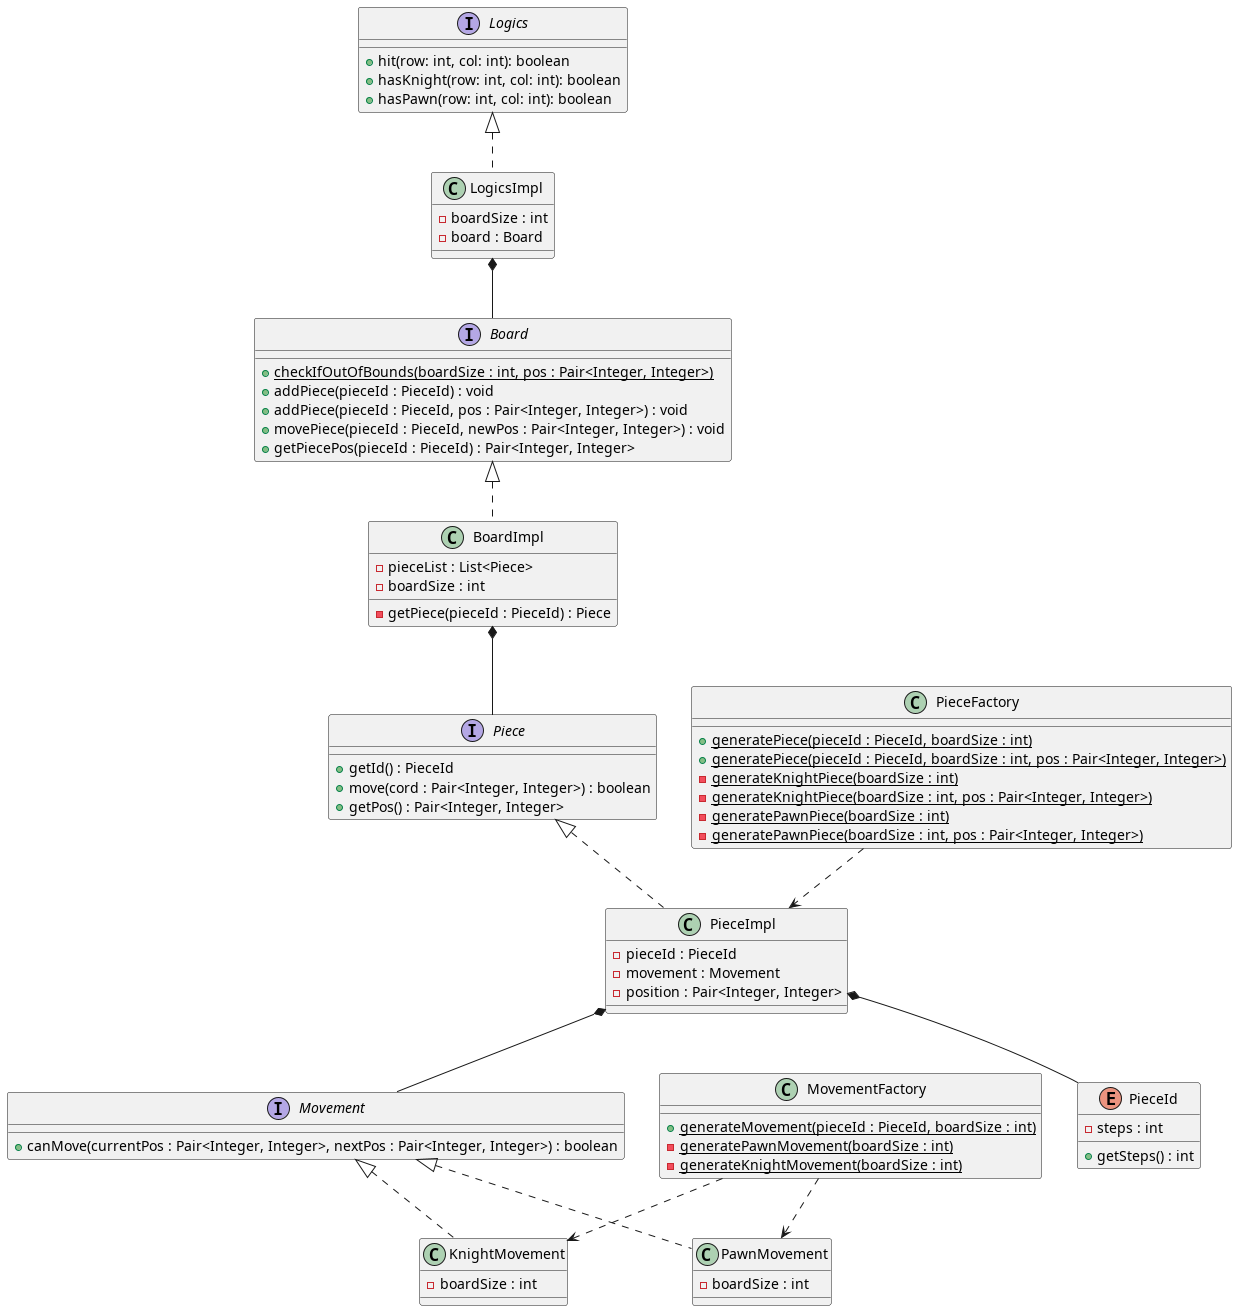 I Logics
hit(row: int, col: int): boolean
hasKnight(row: int, col: int): boolean
hasPawn(row: int, col: int): boolean
C LogicsImpl
boardSize : int
board : Board
I Board
checkIfOutOfBounds(boardSize : int, pos : Pair<Integer, Integer>)
addPiece(pieceId : PieceId) : void
addPiece(pieceId : PieceId, pos : Pair<Integer, Integer>) : void
movePiece(pieceId : PieceId, newPos : Pair<Integer, Integer>) : void
getPiecePos(pieceId : PieceId) : Pair<Integer, Integer>
C BoardImpl
pieceList : List<Piece>
boardSize : int
getPiece(pieceId : PieceId) : Piece
C PieceFactory
generatePiece(pieceId : PieceId, boardSize : int)
generatePiece(pieceId : PieceId, boardSize : int, pos : Pair<Integer, Integer>)
generateKnightPiece(boardSize : int)
generateKnightPiece(boardSize : int, pos : Pair<Integer, Integer>)
generatePawnPiece(boardSize : int)
generatePawnPiece(boardSize : int, pos : Pair<Integer, Integer>)
I Piece
getId() : PieceId
move(cord : Pair<Integer, Integer>) : boolean
getPos() : Pair<Integer, Integer>
C PieceImpl
pieceId : PieceId
movement : Movement
position : Pair<Integer, Integer>
I Movement
canMove(currentPos : Pair<Integer, Integer>, nextPos : Pair<Integer, Integer>) : boolean
C MovementFactory
generateMovement(pieceId : PieceId, boardSize : int)
generatePawnMovement(boardSize : int)
generateKnightMovement(boardSize : int)
E PieceId
steps : int
getSteps() : int
C KnightMovement
boardSize : int
C PawnMovement
boardSize : int